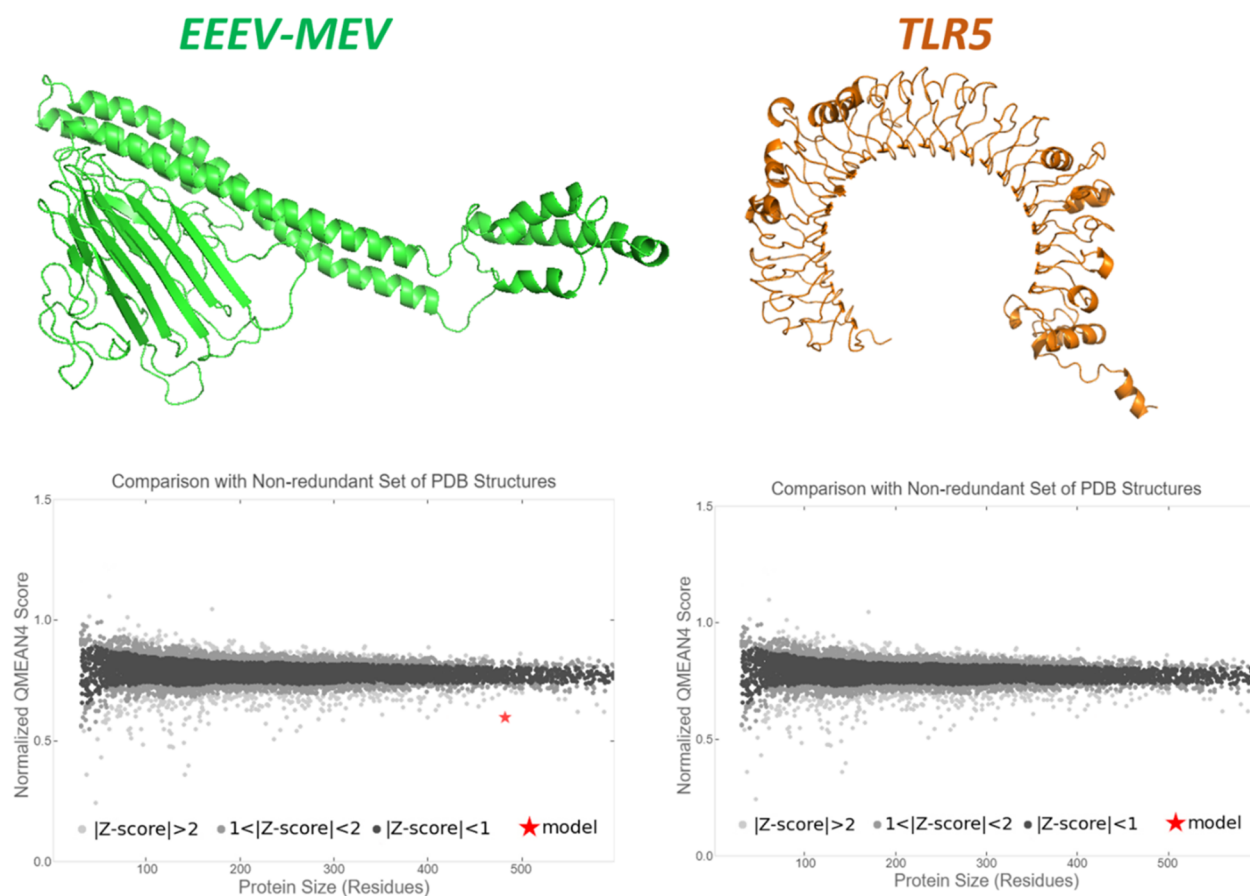 EEEV-MEV
TLR5
Comparison with Non-redundant Set of PDB Structures
1.5
1.0
0.5
0.0
Normalized QMEAN4 Score
|Z-score|>2 1<|Z-score|<2 |Z-score|<1 model
100 200 300 400 500
Protein Size (Residues)
Comparison with Non-redundant Set of PDB Structures
1.5
1.0
0.5
0.0
Normalized QMEAN4 Score
|Z-score|>2 1<|Z-score|<2 |Z-score|<1 model
100 200 300 400 500
Protein Size (Residues)